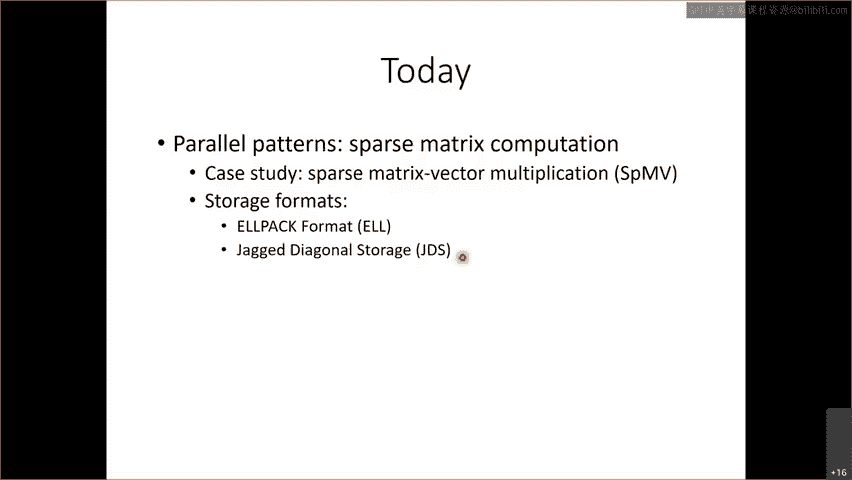 Today
• Parallel patterns: sparse matrix computation
• Case study: sparse matrix-vector multiplication (SpMV)
• Storage formats:
• ELLPACK Format (ELL)
• Jagged Diagonal Storage (JDS)
+16